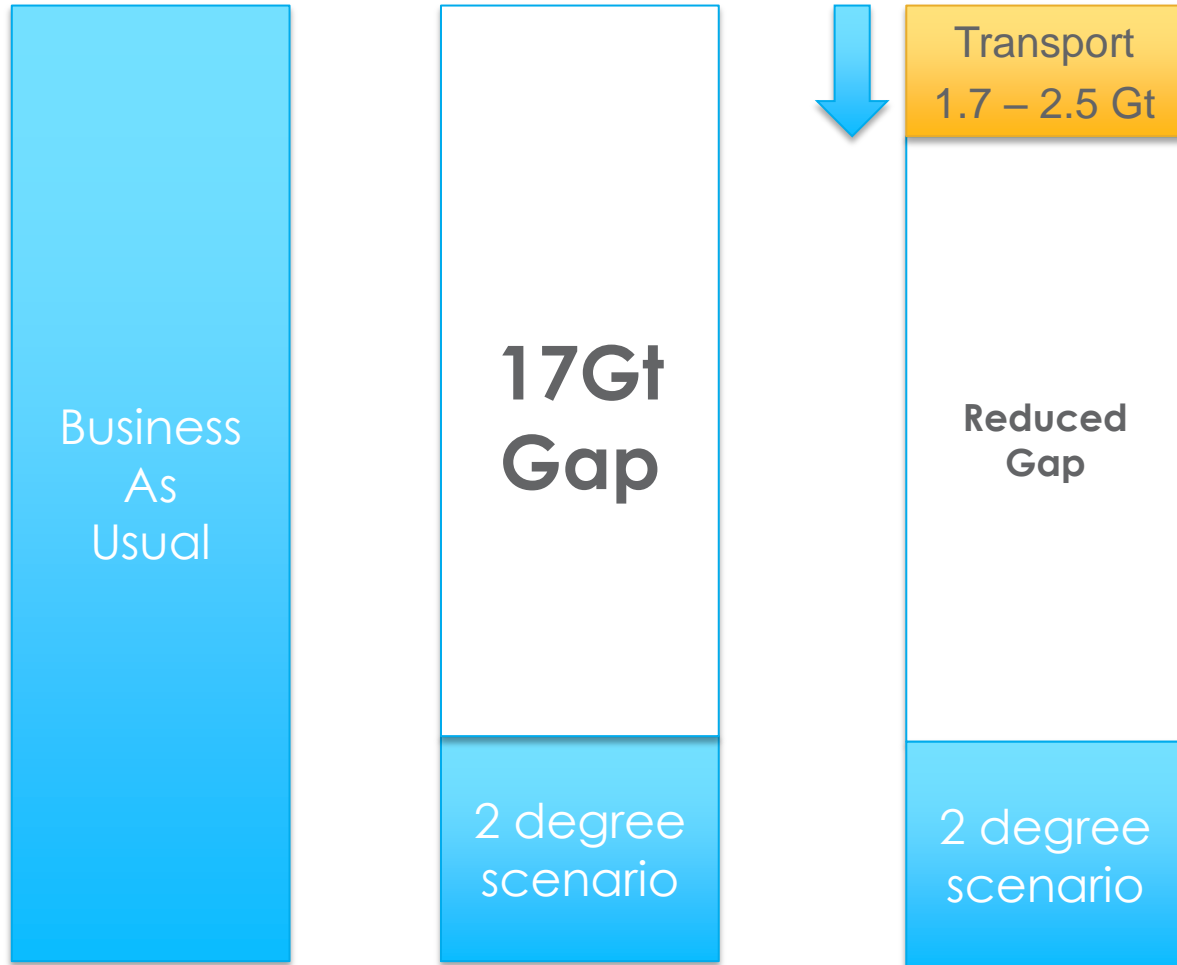 Business
As
Usual
17Gt
Gap
2 degree
scenario
Transport
1.7 – 2.5 Gt
Reduced
Gap
2 degree
scenario